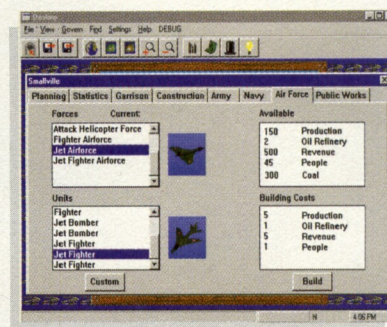 File View Govern Find Settings Help DEBUG
Smallville
Planning Statistics Garrison Construction Army Navy Air Force Public Works
Forces Current:
Attack Helicopter Force
Fighter Airforce
Jet Airforce
Jet Fighter Airforce
Available
150 Production
2 Oil Refinery
500 Revenue
45 People
300 Coal
Units
Fighter
Jet Bomber
Jet Bomber
Jet Fighter
Jet Fighter
Jet Fighter
Custom
Building Costs
5 Production
1 Oil Refinery
5 Revenue
1 People
Build
N 4:06 PM